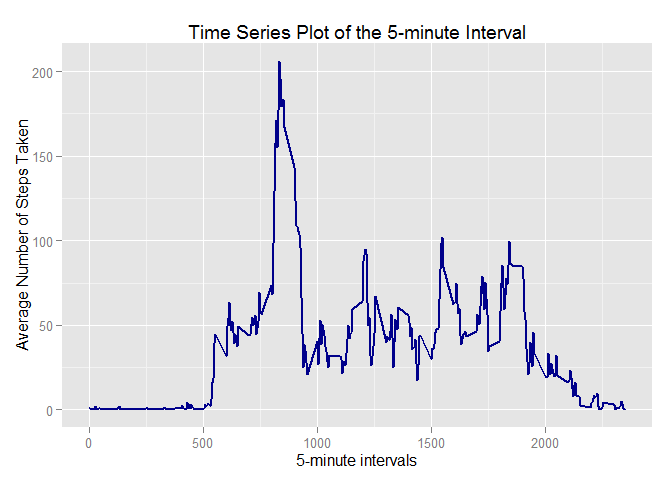 Time Series Plot of the 5-minute Interval
Average Number of Steps Taken
200
150
100
50
0
0 500 1000 1500 2000
5-minute intervals